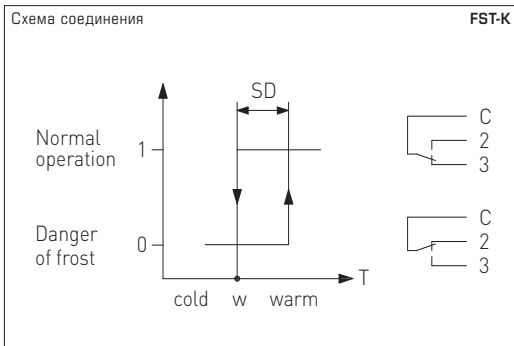 Схема соединения FST-K
SD
Normal
operation
1
C
2
3
Danger
of frost
0
C
2
3
T
cold w warm